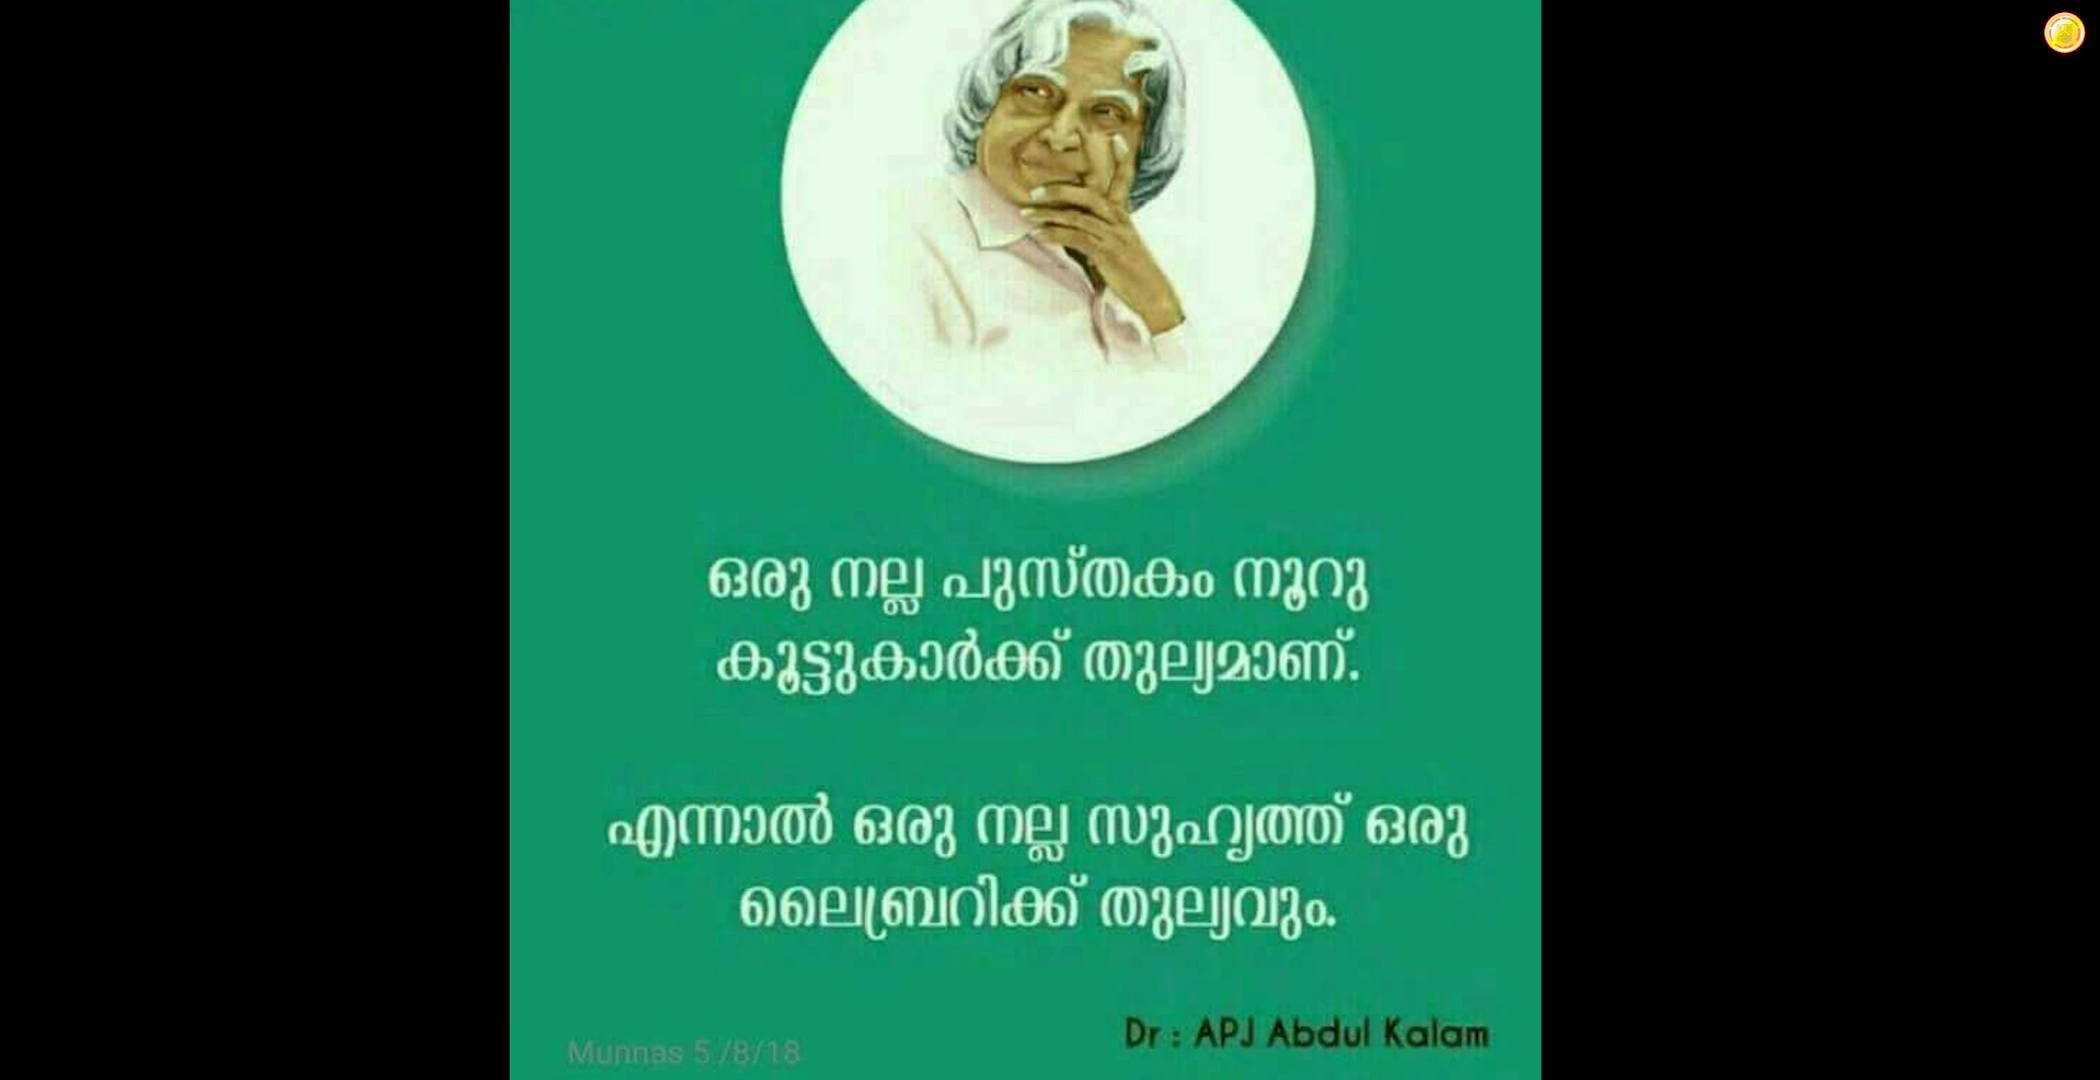 ഒരു നല്ല പുസ്തകം നൂറു
കൂട്ടുകാർക്ക് തുല്യമാണ്.
എന്നാൽ ഒരു നല്ല സുഹൃത്ത് ഒരു
ലൈബ്രറിക്ക് തുല്യവും.
Dr : APJ Abdul Kalam
Munnas 5 /8/18